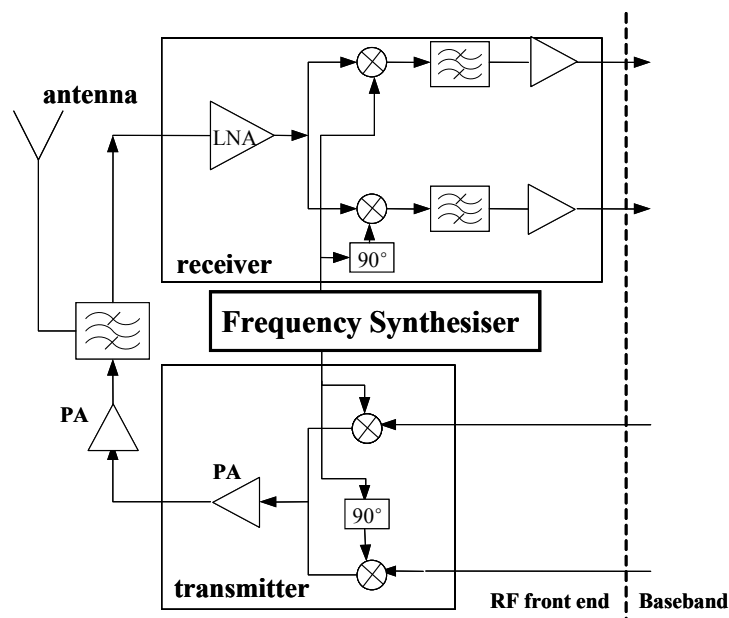 antenna
LNA
90°
receiver
Frequency Synthesiser
PA
PA
90°
transmitter
RF front end
Baseband